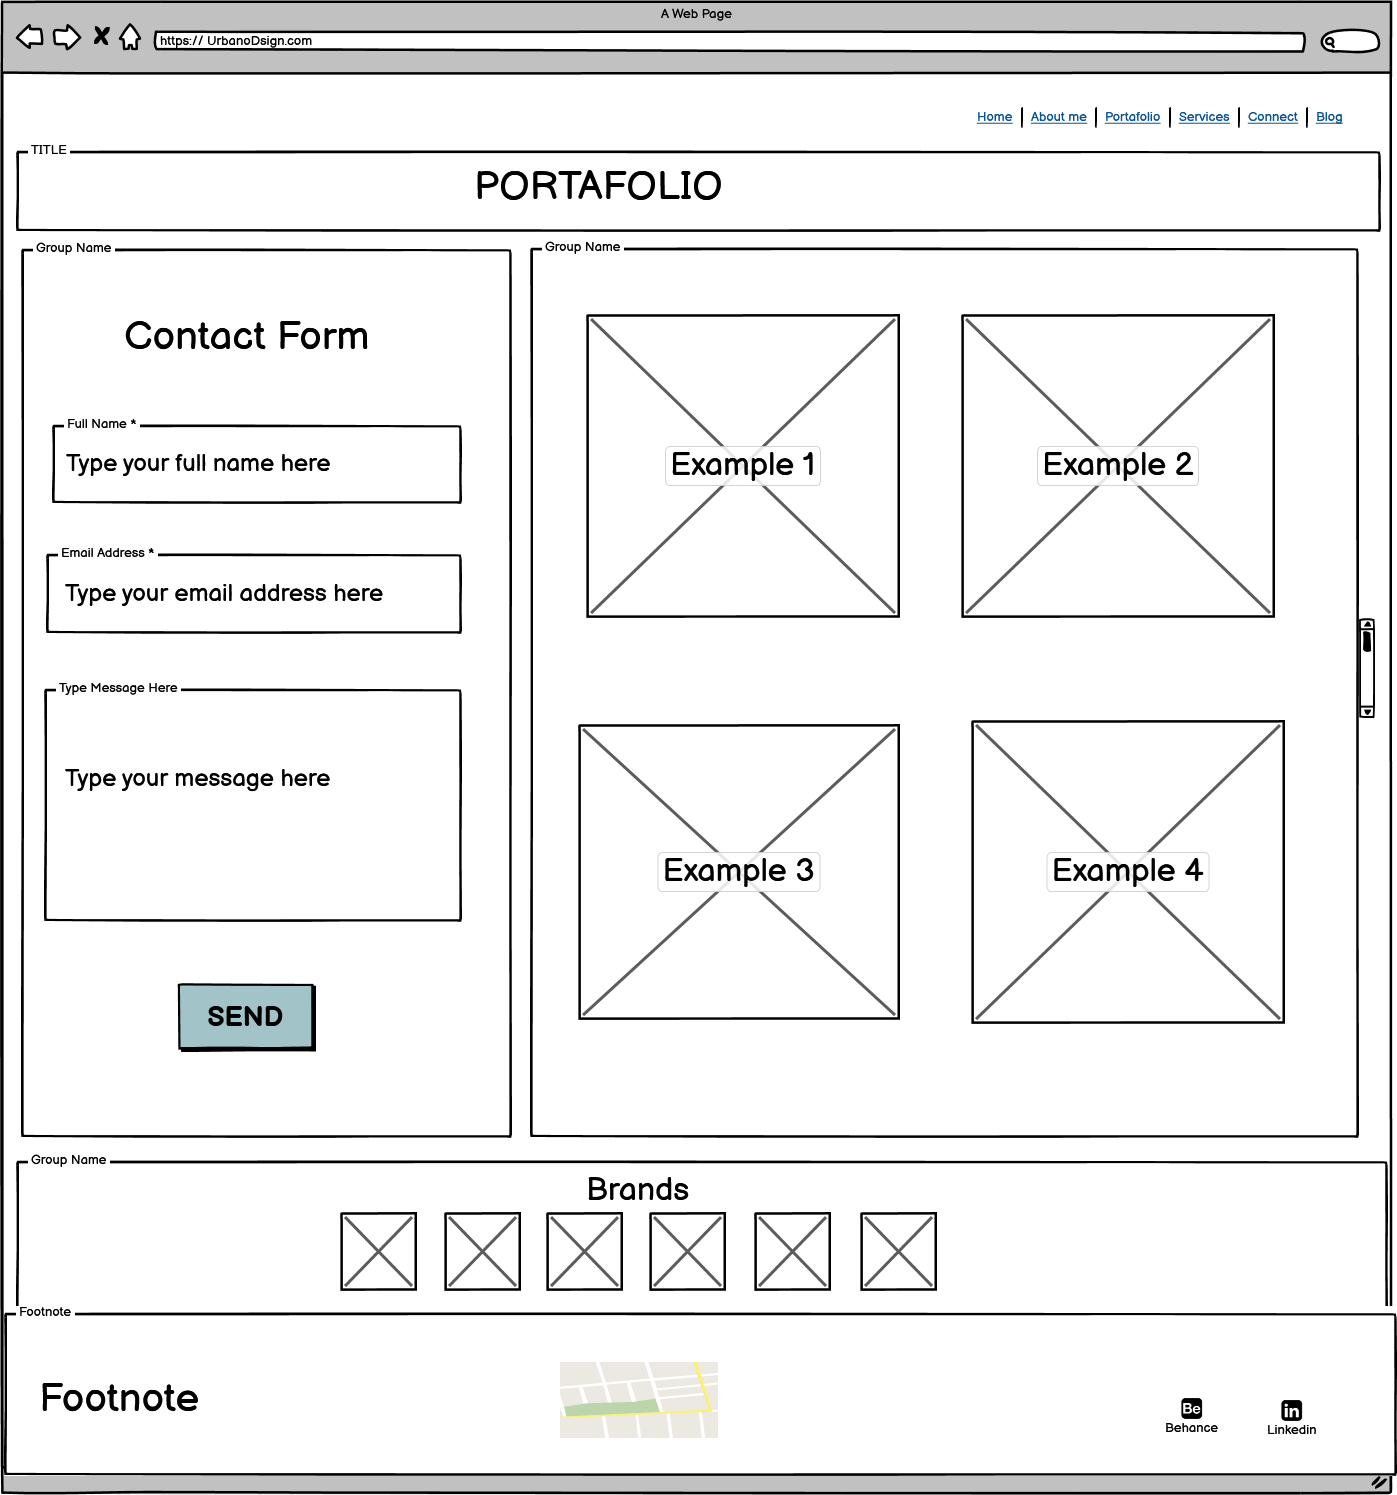 A Web Page
https:// UrbanoDsign.com
Home About me Portafolio Services Connect Blog
TITLE
PORTAFOLIO
Group Name
Contact Form
Full Name *
Type your full name here
Email Address *
Type your email address here
Type Message Here
Type your message here
SEND
Group Name
Example 1
Example 2
Example 3
Example 4
Group Name
Brands
Footnote
Footnote
Be
Behance
in
Linkedin